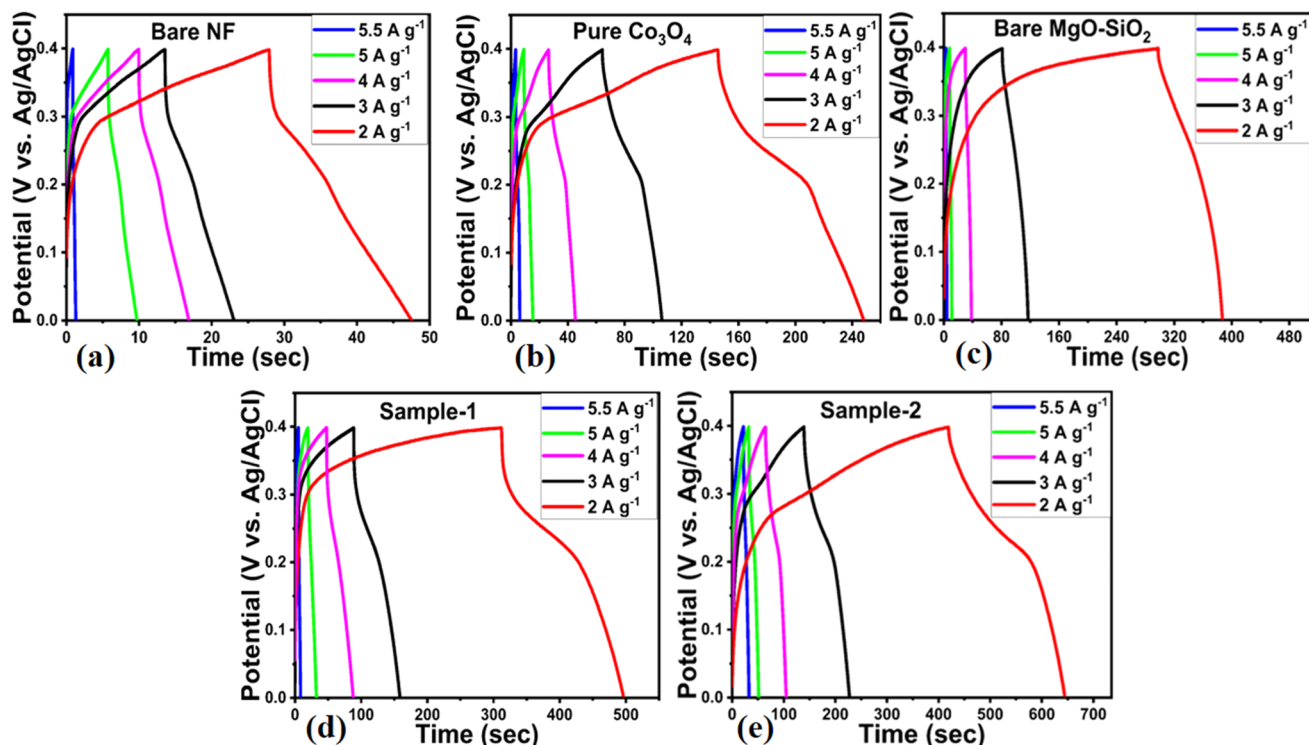 Bare NF
5.5 A g⁻¹
5 A g⁻¹
4 A g⁻¹
3 A g⁻¹
2 A g⁻¹
Potential (V vs. Ag/AgCl)
0.4
0.3
0.2
0.1
0.0
0 10 20 30 40 50
Time (sec)
(a)
Pure Co₃O₄
5.5 A g⁻¹
5 A g⁻¹
4 A g⁻¹
3 A g⁻¹
2 A g⁻¹
Potential (V vs. Ag/AgCl)
0.4
0.3
0.2
0.1
0.0
0 40 80 120 160 200 240
Time (sec)
(b)
Bare MgO-SiO₂
5.5 A g⁻¹
5 A g⁻¹
4 A g⁻¹
3 A g⁻¹
2 A g⁻¹
Potential (V vs. Ag/AgCl)
0.4
0.3
0.2
0.1
0.0
0 80 160 240 320 400 480
Time (sec)
(c)
Sample-1
5.5 A g⁻¹
5 A g⁻¹
4 A g⁻¹
3 A g⁻¹
2 A g⁻¹
Potential (V vs. Ag/AgCl)
0.4
0.3
0.2
0.1
0.0
0 100 200 300 400 500
Time (sec)
(d)
Sample-2
5.5 A g⁻¹
5 A g⁻¹
4 A g⁻¹
3 A g⁻¹
2 A g⁻¹
Potential (V vs. Ag/AgCl)
0.4
0.3
0.2
0.1
0.0
0 100 200 300 400 500 600 700
Time (sec)
(e)